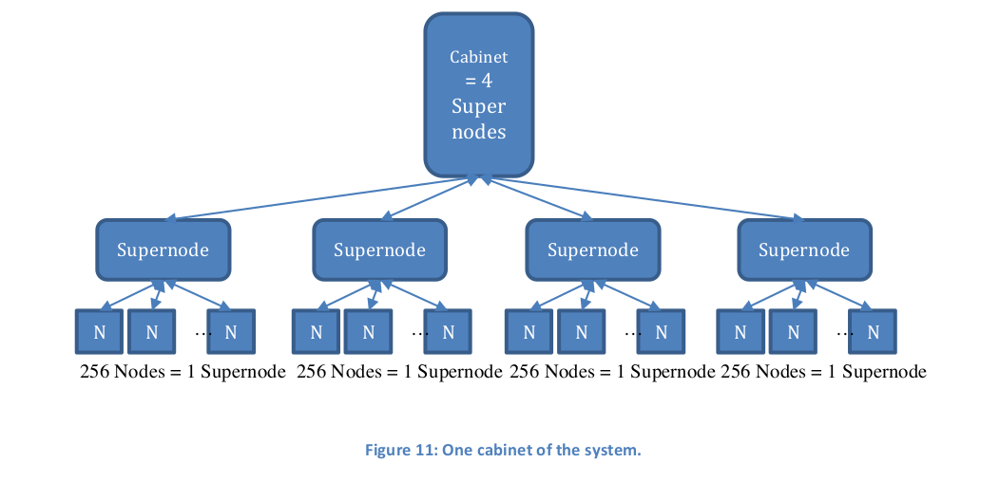 Cabinet
= 4
Super
nodes
Supernode Supernode Supernode Supernode
N N ... N N N ... N N N ... N N N ... N
256 Nodes = 1 Supernode 256 Nodes = 1 Supernode 256 Nodes = 1 Supernode 256 Nodes = 1 Supernode
Figure 11: One cabinet of the system.